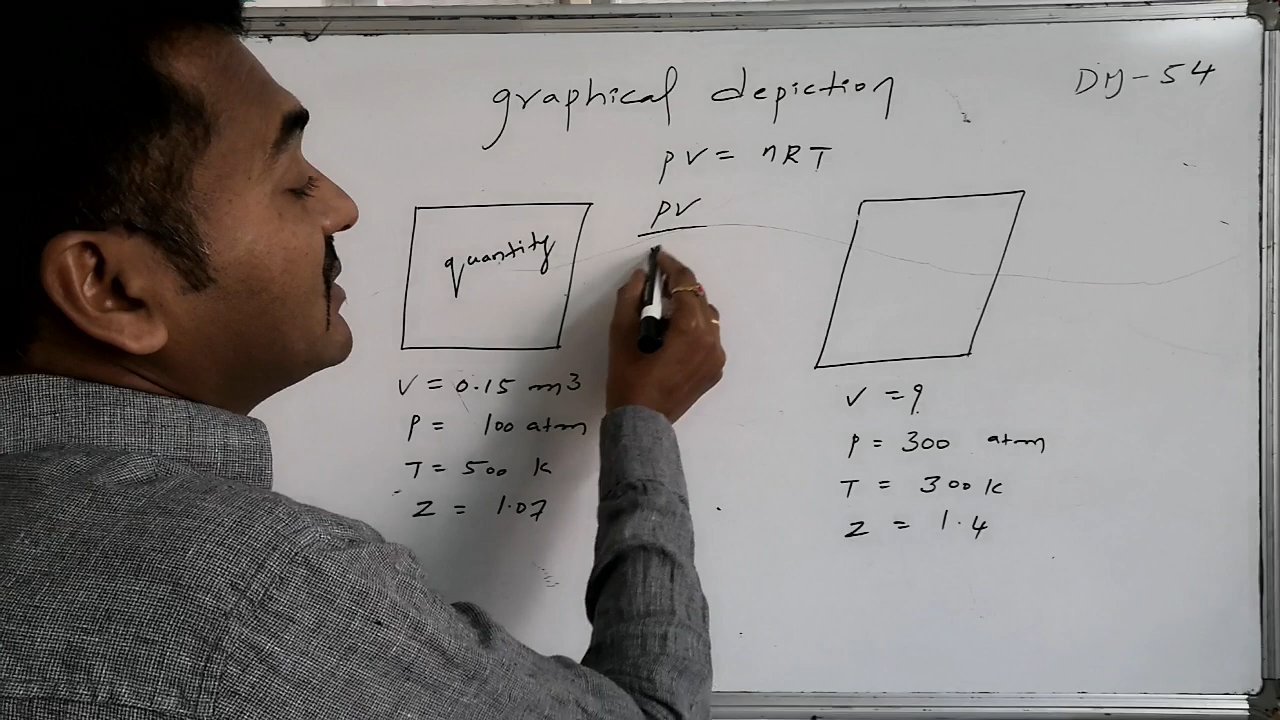 graphical depiction
DY-54
PV = nRT
PV
quantity
V = 0.15 m3
P = 100 atm
T = 500 K
Z = 1.07
V = ?
P = 300 atm
T = 300 K
Z = 1.4